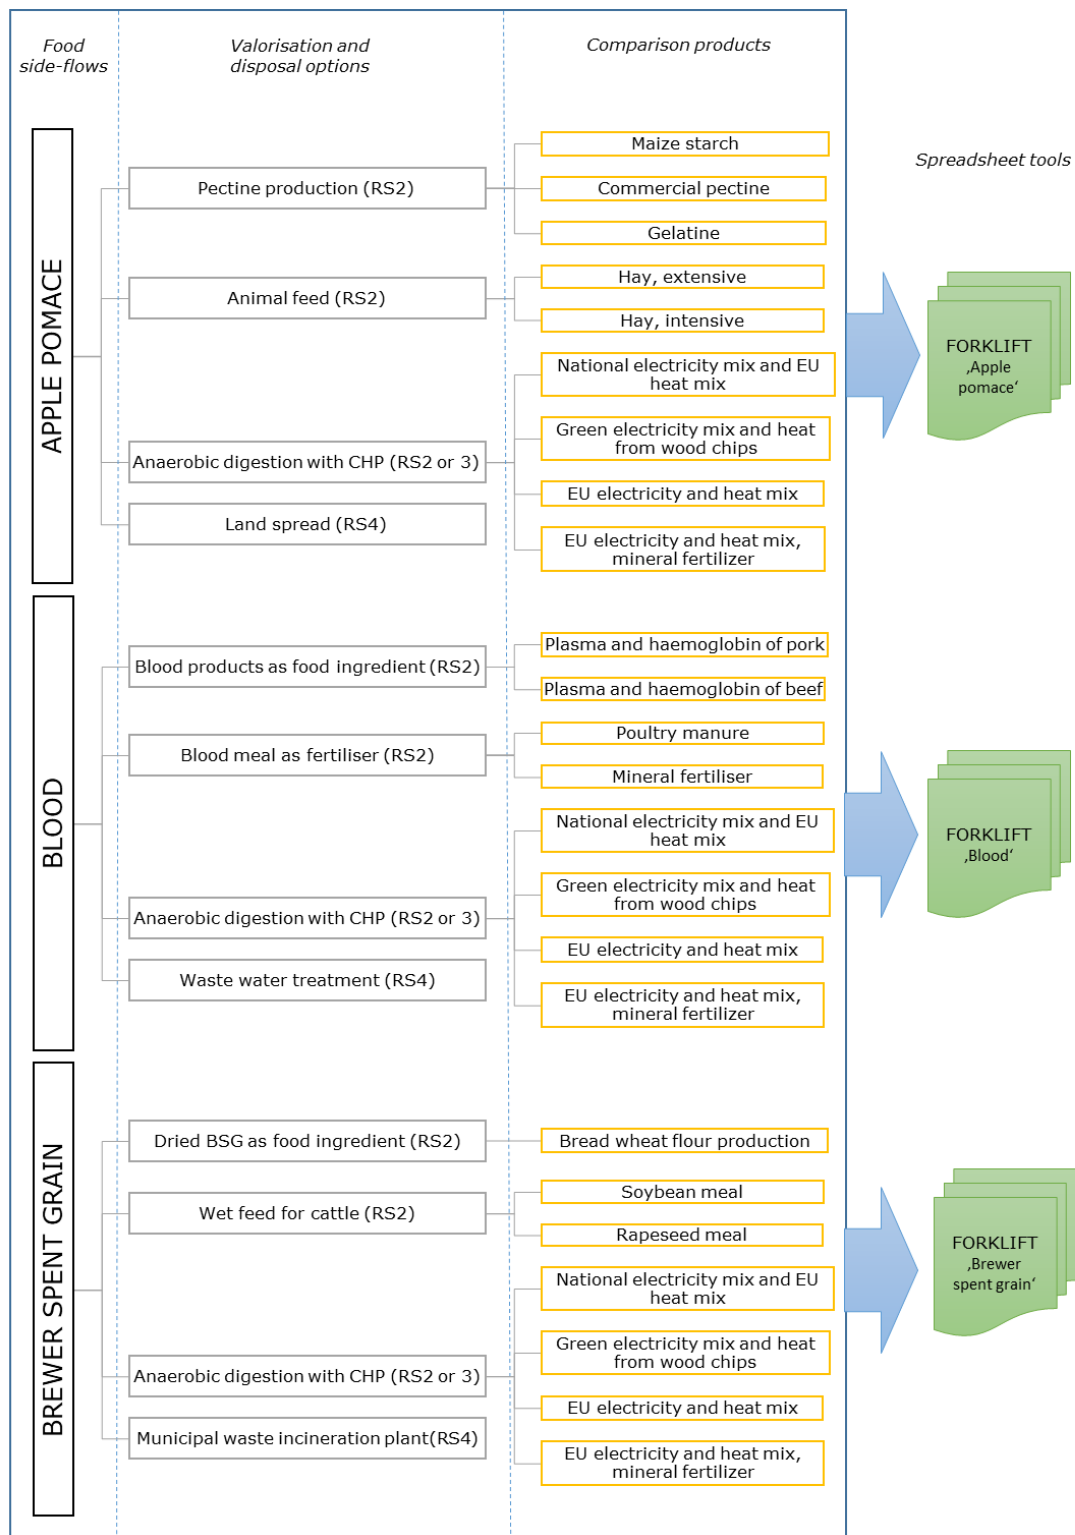 Food
side-flows
Valorisation and
disposal options
Comparison products
Spreadsheet tools
APPLE POMACE
Pectine production (RS2)
Maize starch
Commercial pectine
Gelatine
Animal feed (RS2)
Hay, extensive
Hay, intensive
Anaerobic digestion with CHP (RS2 or 3)
National electricity mix and EU
heat mix
Green electricity mix and heat
from wood chips
EU electricity and heat mix
EU electricity and heat mix,
mineral fertilizer
Land spread (RS4)
FORKLIFT
‚Apple
pomace‘
BLOOD
Blood products as food ingredient (RS2)
Plasma and haemoglobin of pork
Plasma and haemoglobin of beef
Blood meal as fertiliser (RS2)
Poultry manure
Mineral fertiliser
Anaerobic digestion with CHP (RS2 or 3)
National electricity mix and EU
heat mix
Green electricity mix and heat
from wood chips
EU electricity and heat mix
EU electricity and heat mix,
mineral fertilizer
Waste water treatment (RS4)
FORKLIFT
‚Blood‘
BREWER SPENT GRAIN
Dried BSG as food ingredient (RS2)
Bread wheat flour production
Wet feed for cattle (RS2)
Soybean meal
Rapeseed meal
Anaerobic digestion with CHP (RS2 or 3)
National electricity mix and EU
heat mix
Green electricity mix and heat
from wood chips
EU electricity and heat mix
EU electricity and heat mix,
mineral fertilizer
Municipal waste incineration plant(RS4)
FORKLIFT
‚Brewer
spent grain‘